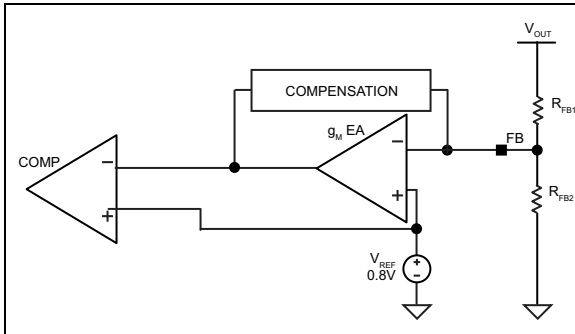 V_OUT
COMPENSATION
R_FB1
g_M EA
FB
COMP
−
−
+
R_FB2
+
V_REF
0.8V
+
−